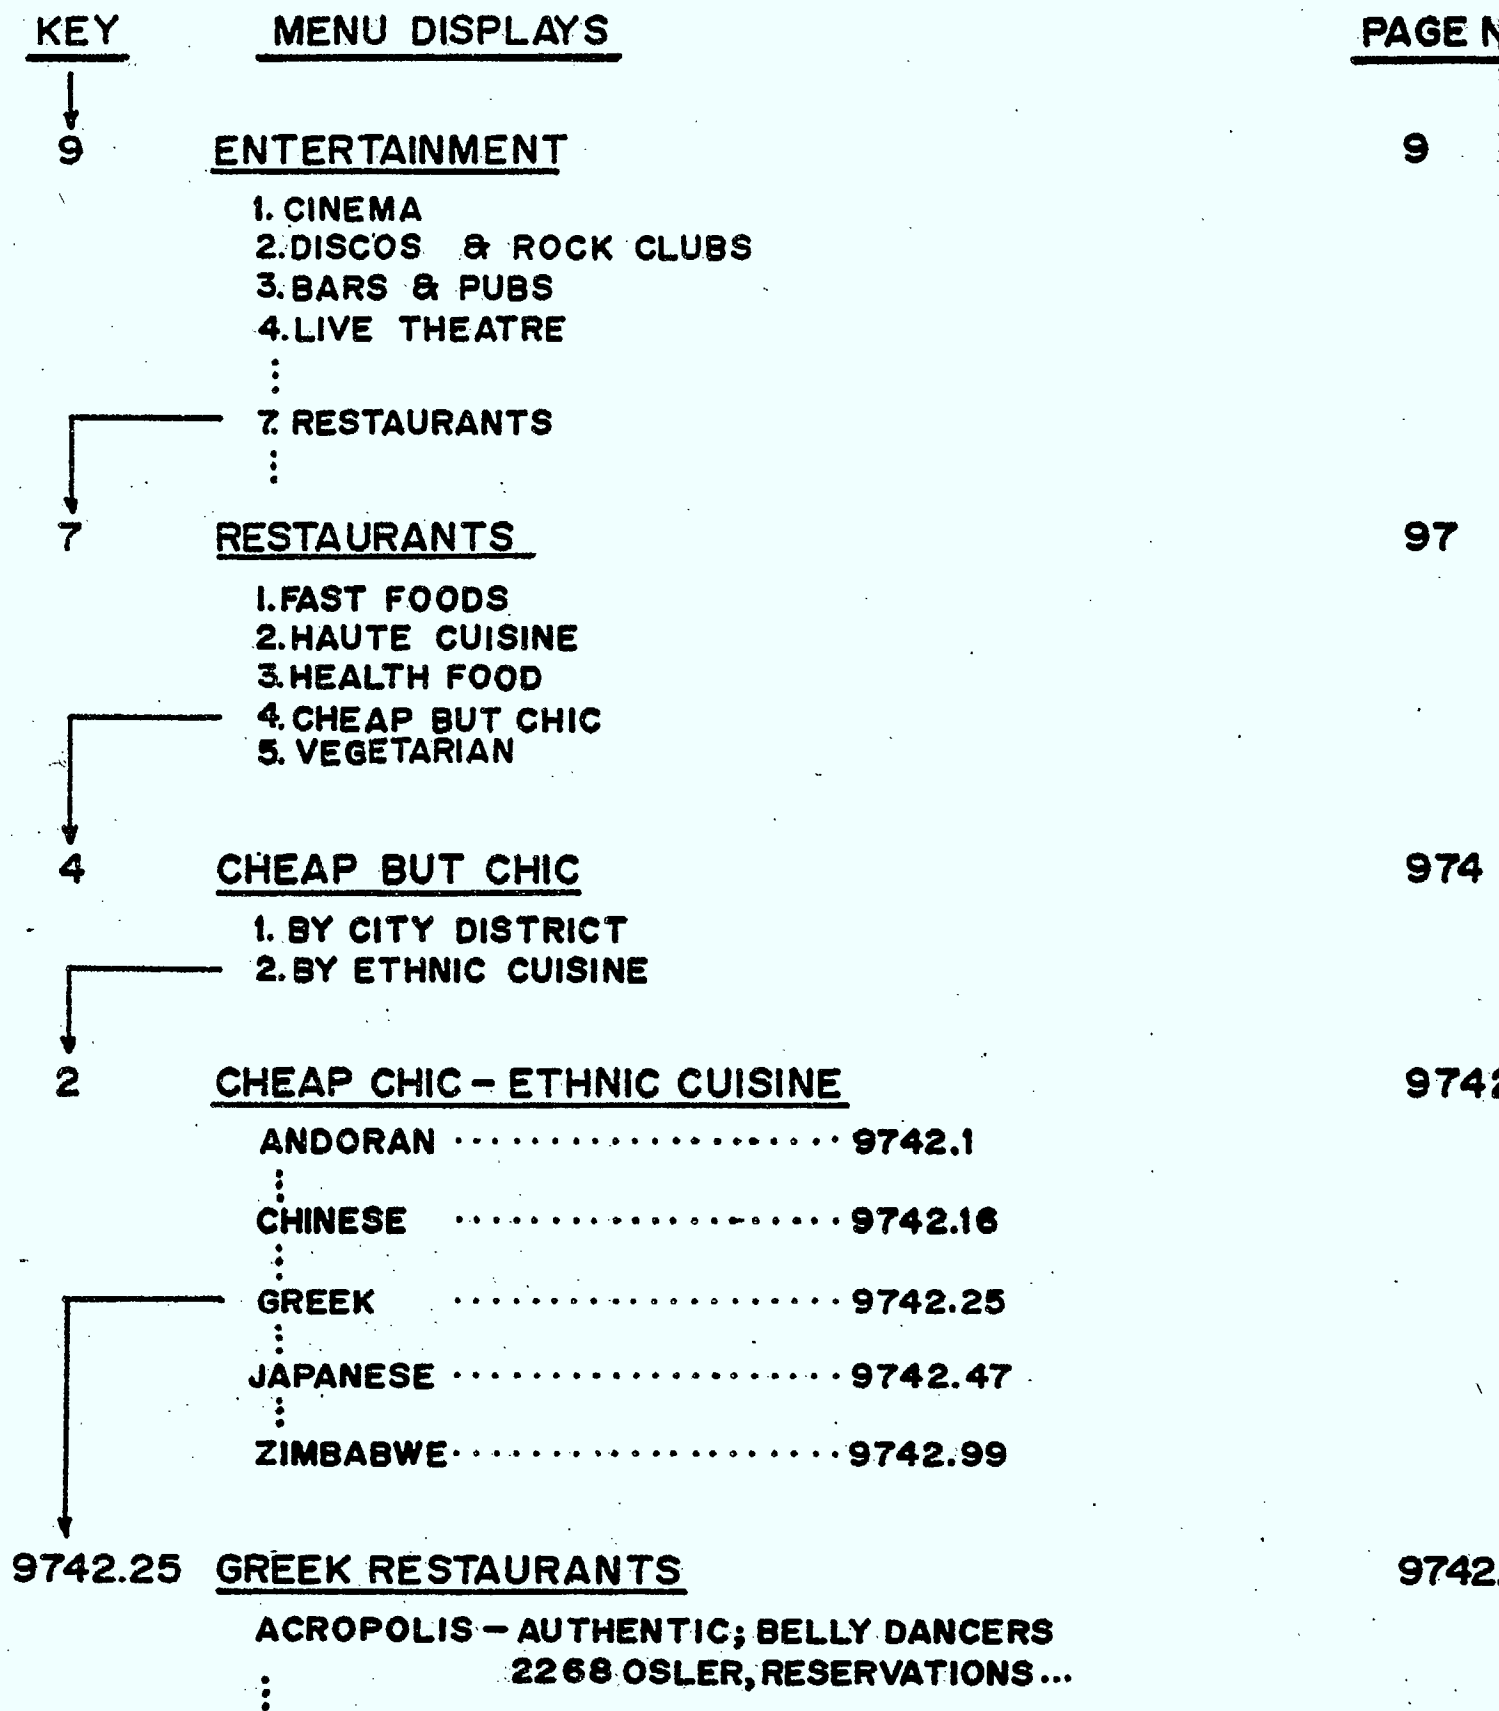 KEY MENU DISPLAYS PAGE N
9 ENTERTAINMENT 9
1. CINEMA
2. DISCOS & ROCK CLUBS
3. BARS & PUBS
4. LIVE THEATRE
7. RESTAURANTS
7 RESTAURANTS 97
1. FAST FOODS
2. HAUTE CUISINE
3. HEALTH FOOD
4. CHEAP BUT CHIC
5. VEGETARIAN
4 CHEAP BUT CHIC 974
1. BY CITY DISTRICT
2. BY ETHNIC CUISINE
2 CHEAP CHIC – ETHNIC CUISINE 9742
ANDORAN .................... 9742.1
CHINESE .................... 9742.16
GREEK .................... 9742.25
JAPANESE .................... 9742.47
ZIMBABWE .................... 9742.99
9742.25 GREEK RESTAURANTS 9742.
ACROPOLIS – AUTHENTIC; BELLY DANCERS
2268 OSLER, RESERVATIONS...